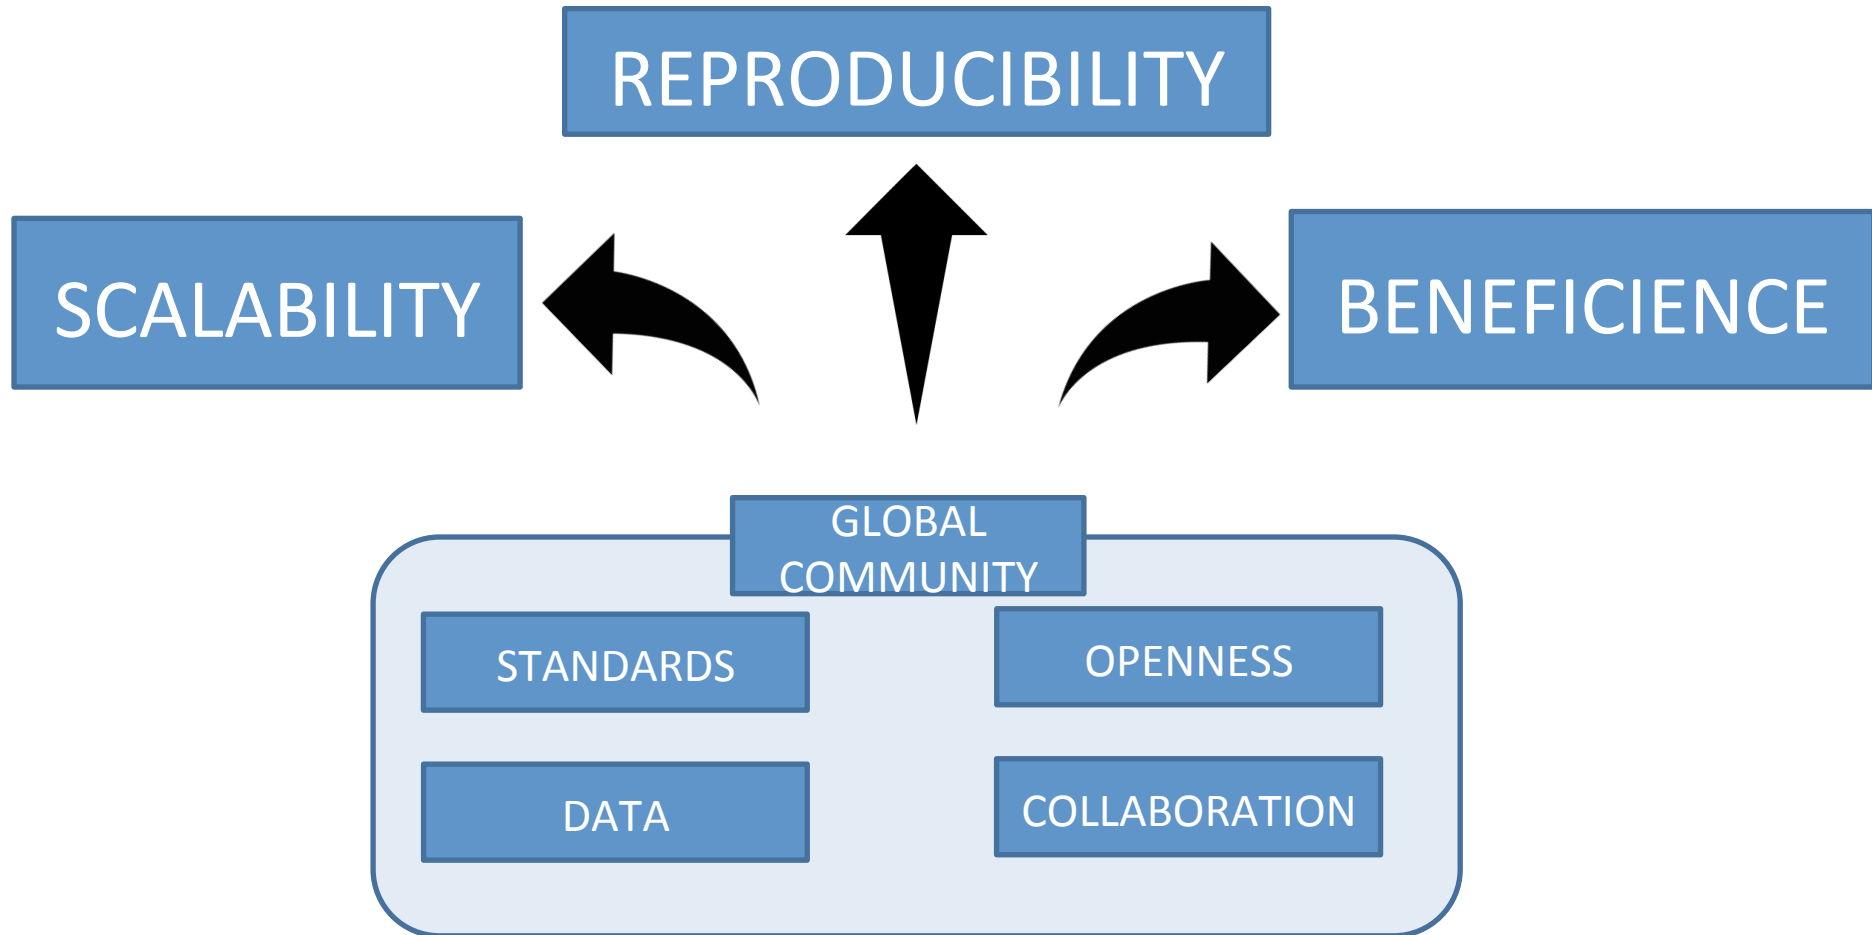 REPRODUCIBILITY
SCALABILITY
BENEFICIENCE
GLOBAL
COMMUNITY
STANDARDS
OPENNESS
DATA
COLLABORATION